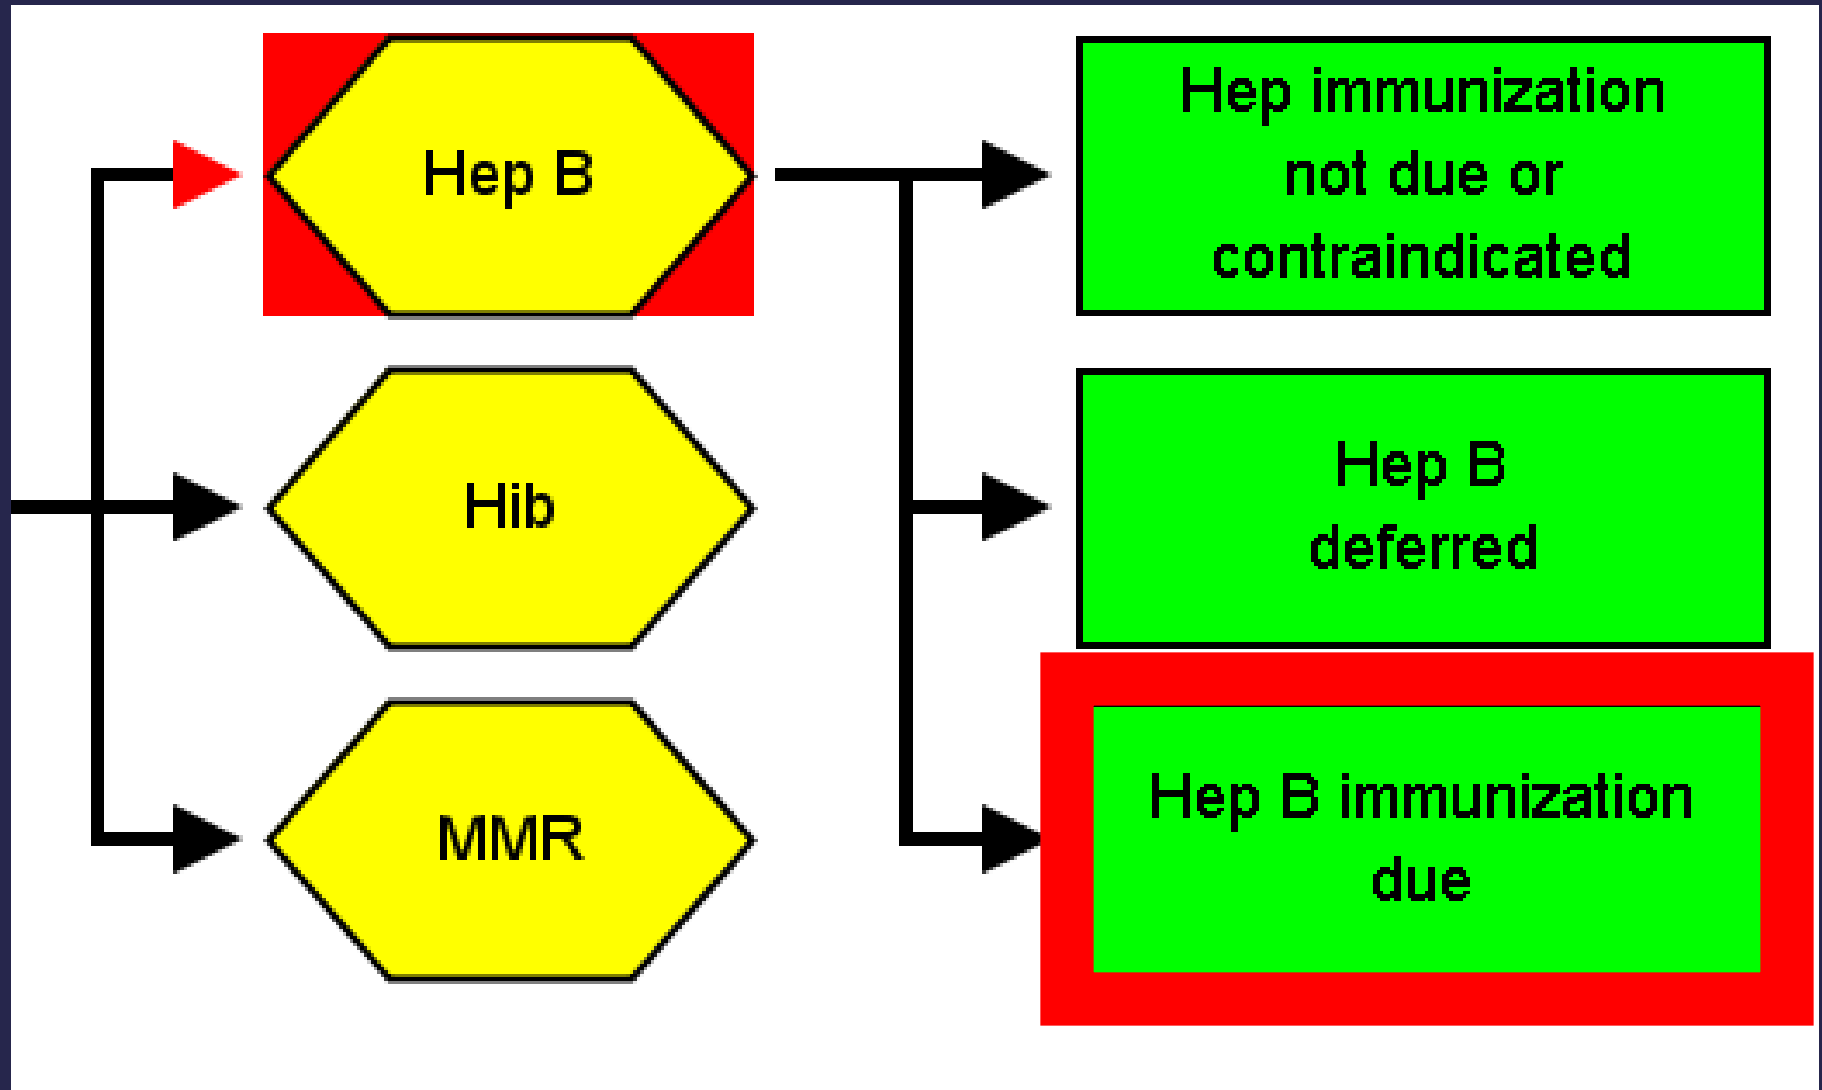 Hep B
Hib
MMR
Hep immunization
not due or
contraindicated
Hep B
deferred
Hep B immunization
due